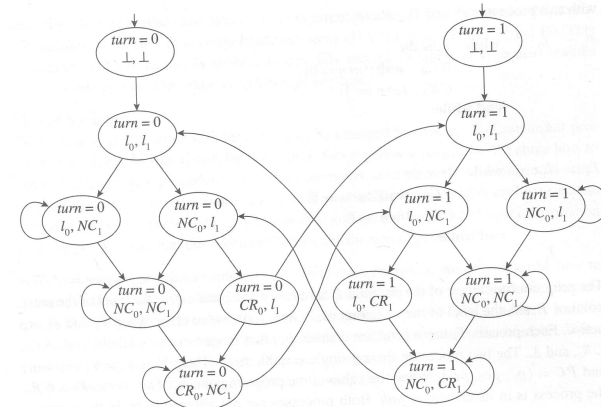 turn = 0
⊥, ⊥
turn = 1
⊥, ⊥
turn = 0
l₀, l₁
turn = 1
l₀, l₁
turn = 0
l₀, NC₁
turn = 0
NC₀, l₁
turn = 1
l₀, NC₁
turn = 1
NC₀, l₁
turn = 0
NC₀, NC₁
turn = 0
CR₀, l₁
turn = 1
l₀, CR₁
turn = 1
NC₀, NC₁
turn = 0
CR₀, NC₁
turn = 1
NC₀, CR₁